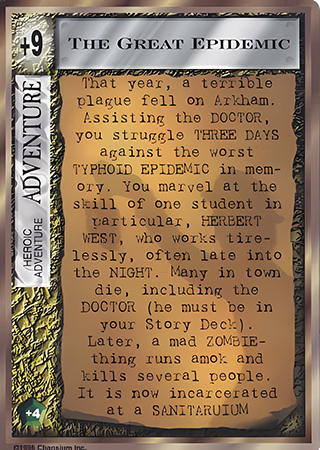 +9
THE GREAT EPIDEMIC
HEROIC
ADVENTURE
ADVENTURE
That year, a terrible
plague fell on Arkham.
Assisting the DOCTOR,
you struggle THREE DAYS
against the worst
TYPHOID EPIDEMIC in mem-
ory. You marvel at the
skill of one student in
particular, HERBERT
WEST, who works tire-
lessly, often late into
the NIGHT. Many in town
die, including the
DOCTOR (he must be in
your Story Deck).
Later, a mad ZOMBIE-
thing runs amok and
kills several people.
It is now incarcerated
at a SANITARUIUM
+4
Chaosium Inc.